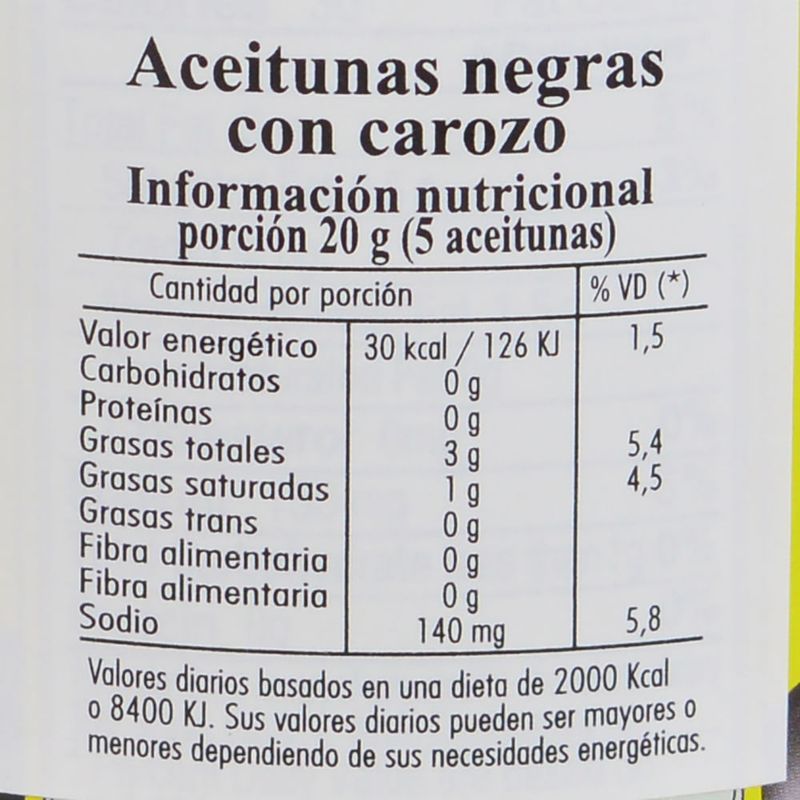 Aceitunas negras
con carozo
Información nutricional
porción 20 g (5 aceitunas)
Cantidad por porción % VD (*)
Valor energético 30 kcal / 126 KJ 1,5
Carbohidratos 0 g
Proteínas 0 g
Grasas totales 3 g 5,4
Grasas saturadas 1 g 4,5
Grasas trans 0 g
Fibra alimentaria 0 g
Fibra alimentaria 0 g
Sodio 140 mg 5,8
Valores diarios basados en una dieta de 2000 Kcal
o 8400 KJ. Sus valores diarios pueden ser mayores o
menores dependiendo de sus necesidades energéticas.